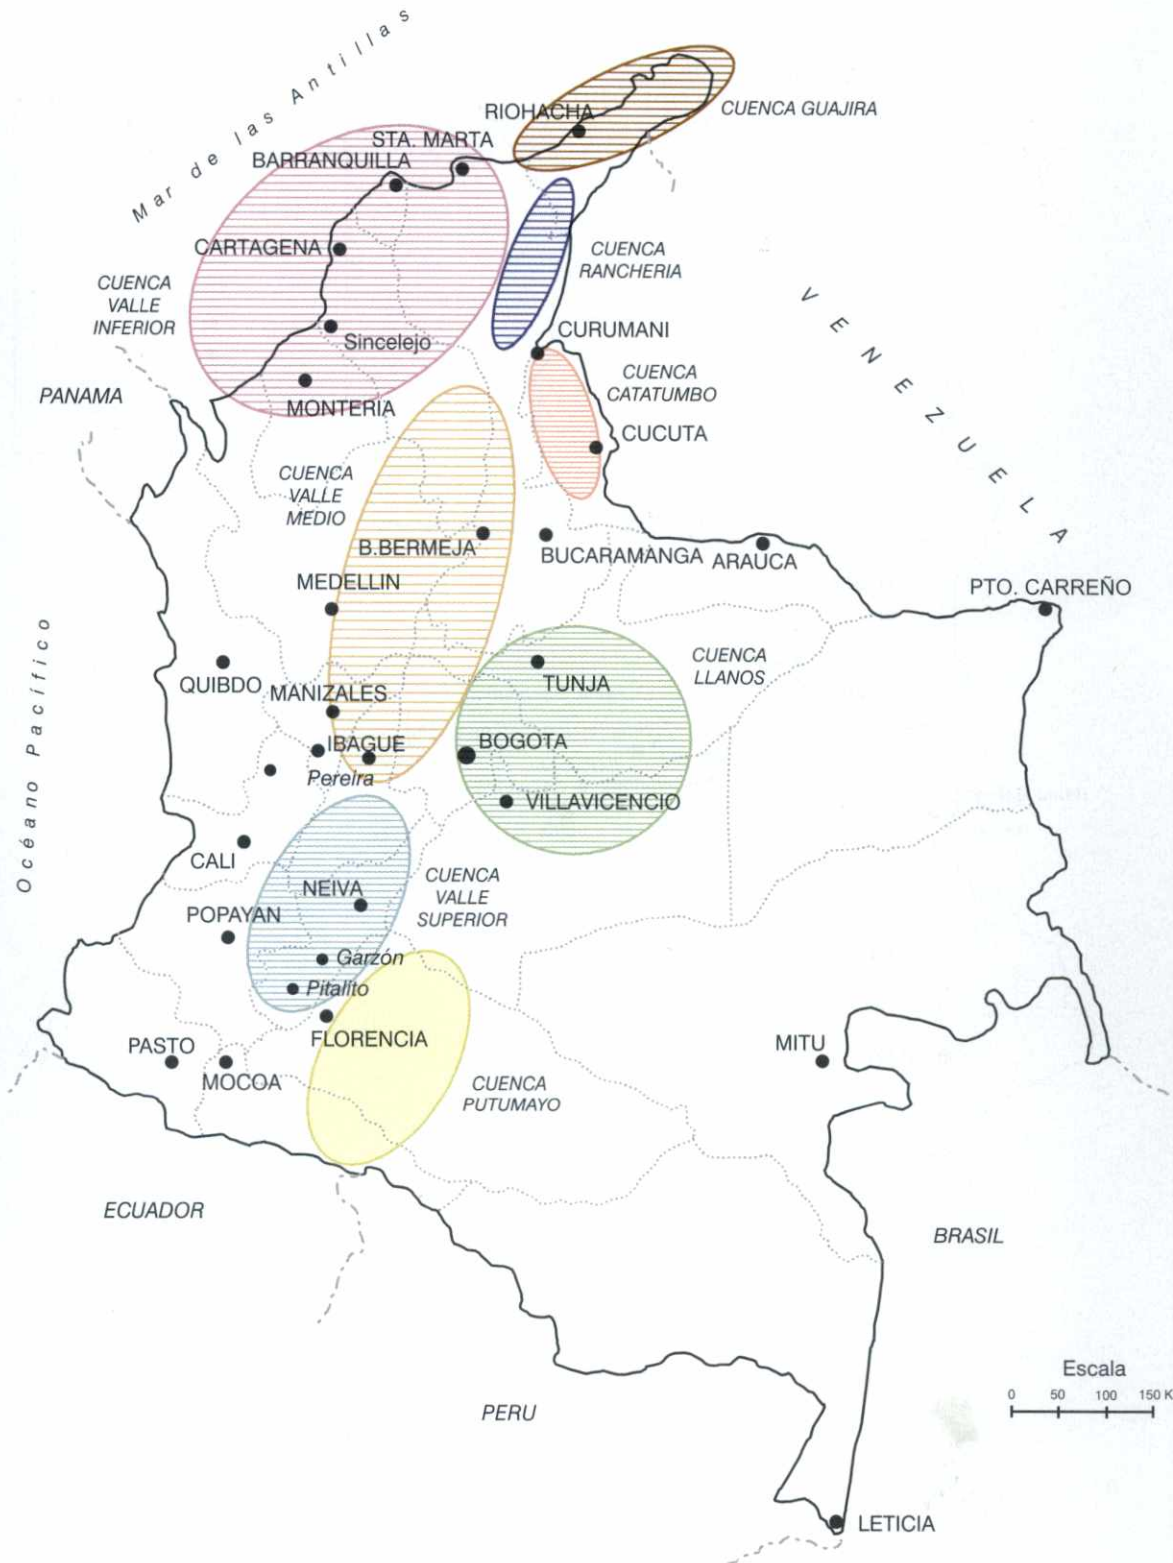 Mar de las Antillas
RIOHACHA
CUENCA GUAJIRA
STA. MARTA
BARRANQUILLA
CARTAGENA
CUENCA
RANCHERIA
CUENCA
VALLE
INFERIOR
VENEZUELA
CURUMANI
Sincelejo
CUENCA
CATATUMBO
PANAMA
MONTERIA
CUCUTA
CUENCA
VALLE
MEDIO
B.BERMEJA
BUCARAMANGA
ARAUCA
MEDELLIN
PTO. CARREÑO
Océano Pacífico
CUENCA
LLANOS
QUIBDO
TUNJA
MANIZALES
IBAGUE
BOGOTA
Pereira
VILLAVICENCIO
CALI
CUENCA
VALLE
SUPERIOR
NEIVA
POPAYAN
Garzón
Pitalito
FLORENCIA
PASTO
MITU
MOCOA
CUENCA
PUTUMAYO
ECUADOR
BRASIL
Escala
0 50 100 150 K
PERU
LETICIA